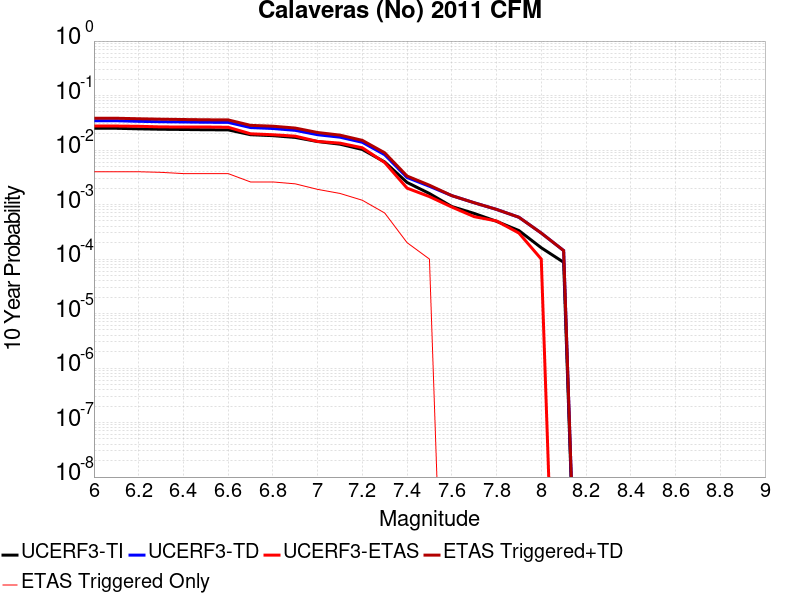 Calaveras (No) 2011 CFM
10 0
10 -1
10 -2
10 -3
10 -4
10 -5
10 -6
10 -7
10 -8
10 Year Probability
6 6.2 6.4 6.6 6.8 7 7.2 7.4 7.6 7.8 8 8.2 8.4 8.6 8.8 9
Magnitude
UCERF3-TI UCERF3-TD UCERF3-ETAS ETAS Triggered+TD
ETAS Triggered Only